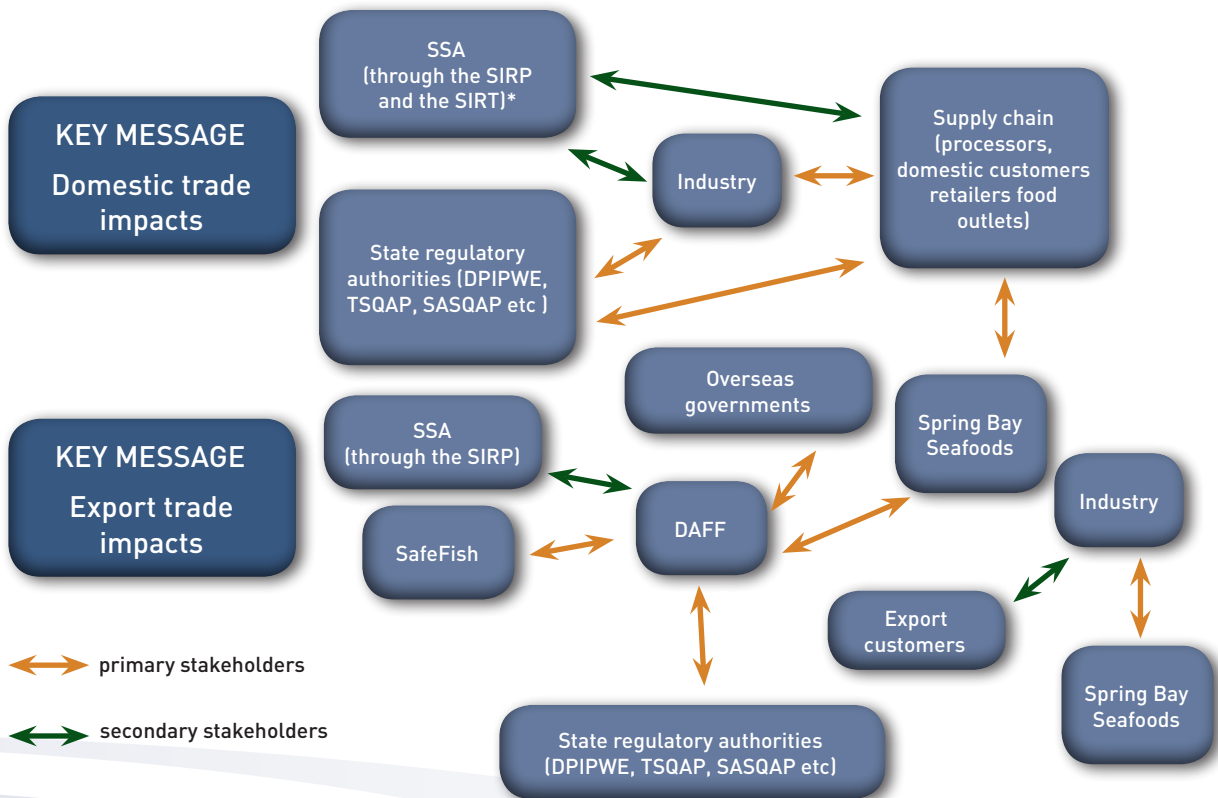 KEY MESSAGE
Domestic trade
impacts
SSA
(through the SIRP
and the SIRT)*
Industry
Supply chain
(processors,
domestic customers
retailers food
outlets)
State regulatory
authorities (DPIPWE,
TSQAP, SASQAP etc )
KEY MESSAGE
Export trade
impacts
SSA
(through the SIRP)
Overseas
governments
Spring Bay
Seafoods
Industry
SafeFish
DAFF
Export
customers
Spring Bay
Seafoods
State regulatory authorities
(DPIPWE, TSQAP, SASQAP etc)
primary stakeholders
secondary stakeholders